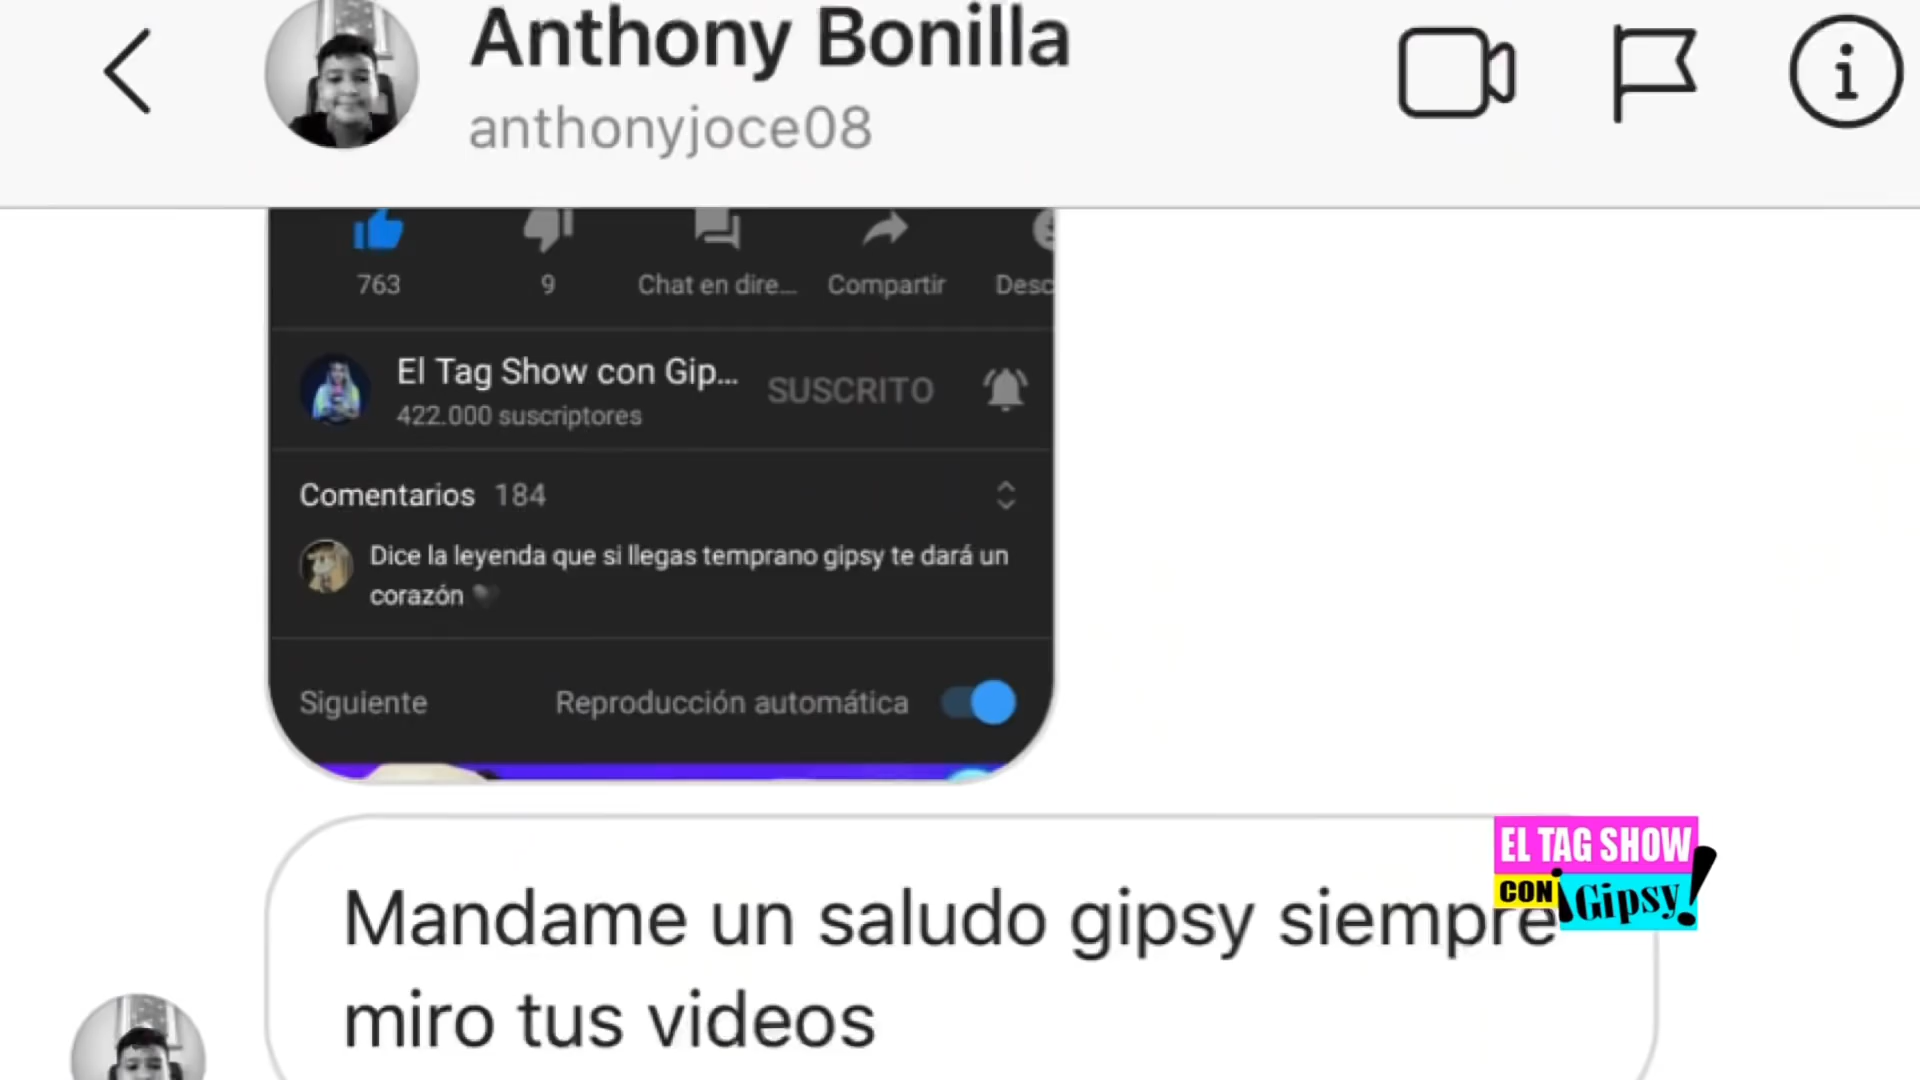 Anthony Bonilla
anthonyjoce08
763
9
Chat en dire...
Compartir
Desc
El Tag Show con Gip...
SUSCRITO
422.000 suscriptores
Comentarios 184
Dice la leyenda que si llegas temprano gipsy te dará un
corazón
Siguiente
Reproducción automática
EL TAG SHOW
CON ¡Gipsy!
Mandame un saludo gipsy siempre
miro tus videos